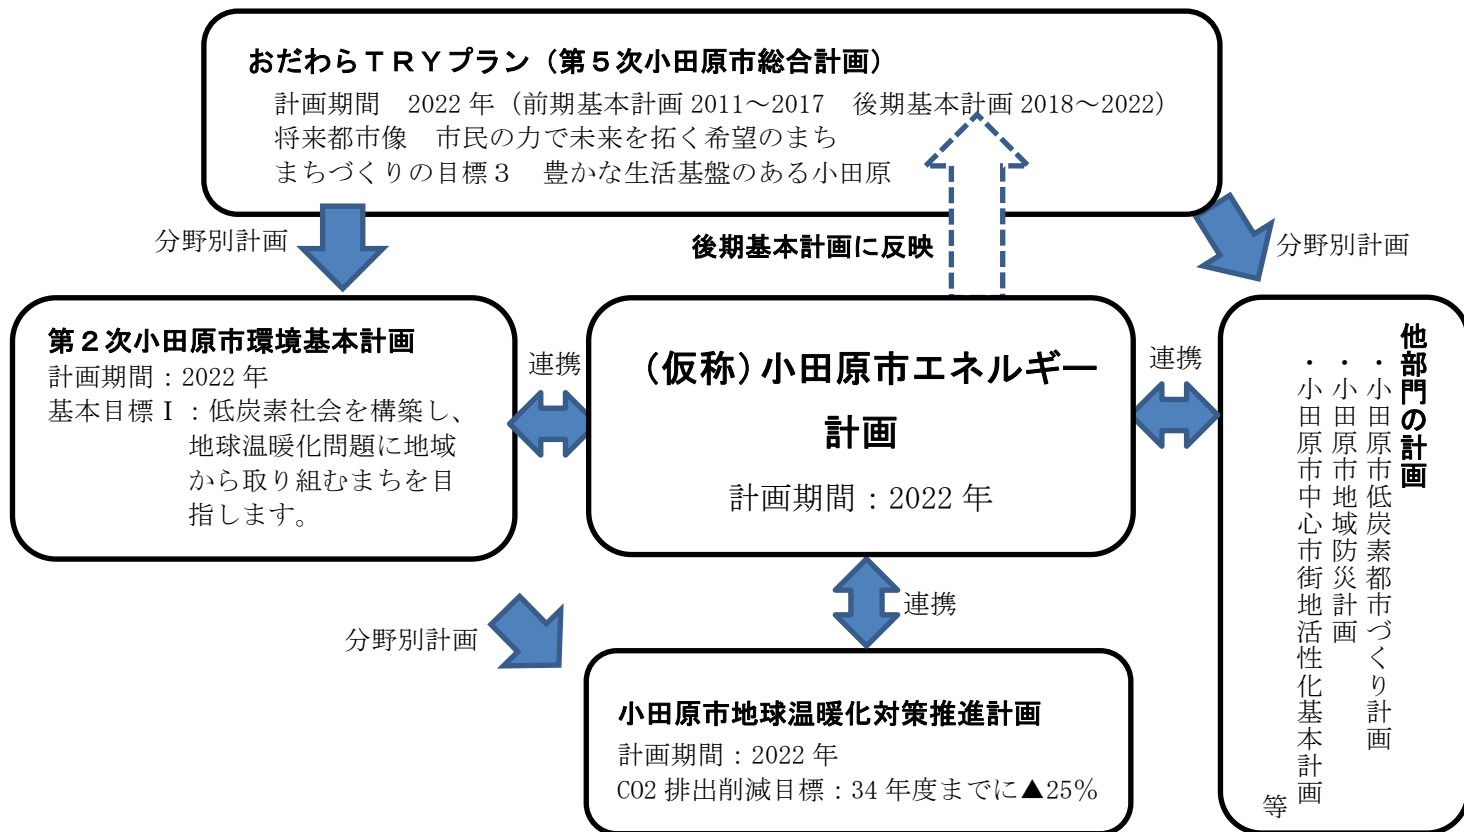 おだわらTRYプラン（第５次小田原市総合計画）
計画期間　2022 年（前期基本計画 2011～2017　後期基本計画 2018～2022）
将来都市像　市民の力で未来を拓く希望のまち
まちづくりの目標３　豊かな生活基盤のある小田原
分野別計画
後期基本計画に反映
分野別計画
第２次小田原市環境基本計画
計画期間：2022 年
基本目標Ⅰ：低炭素社会を構築し、
地球温暖化問題に地域
から取り組むまちを目
指します。
連携
（仮称）小田原市エネルギー
計画
計画期間：2022 年
連携
他部門の計画
・小田原市低炭素都市づくり計画
・小田原市地域防災計画
・小田原市中心市街地活性化基本計画
等
連携
分野別計画
小田原市地球温暖化対策推進計画
計画期間：2022 年
CO2 排出削減目標：34 年度までに▲25％